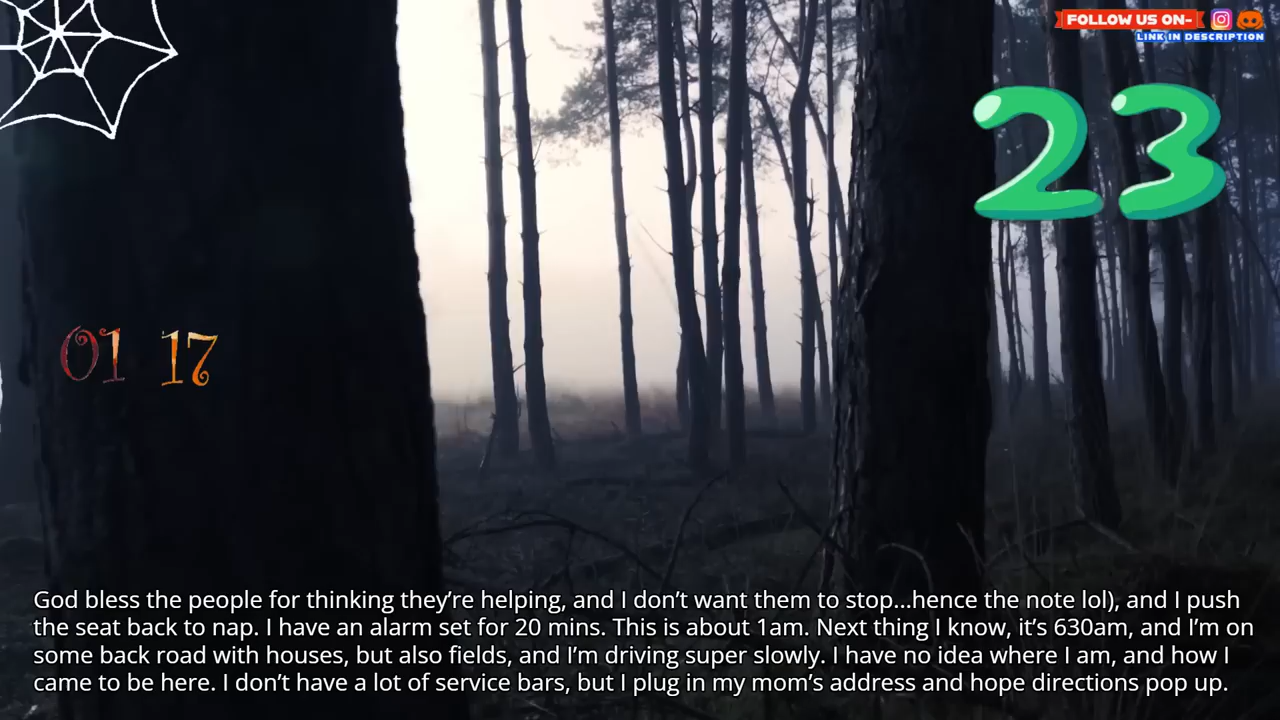 FOLLOW US ON-
LINK IN DESCRIPTION
23
01 17
God bless the people for thinking they're helping, and I don't want them to stop...hence the note lol), and I push
the seat back to nap. I have an alarm set for 20 mins. This is about 1am. Next thing I know, it's 630am, and I'm on
some back road with houses, but also fields, and I'm driving super slowly. I have no idea where I am, and how I
came to be here. I don't have a lot of service bars, but I plug in my mom's address and hope directions pop up.